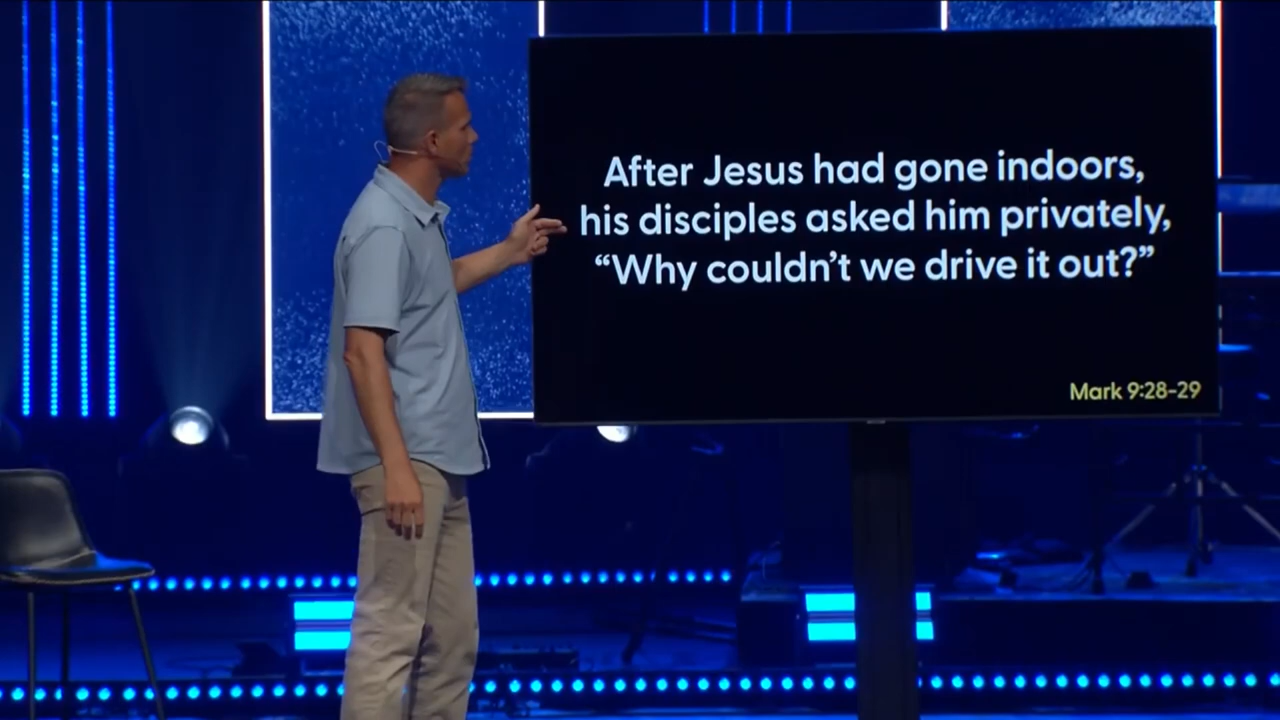 After Jesus had gone indoors,
his disciples asked him privately,
“Why couldn’t we drive it out?”
Mark 9:28-29